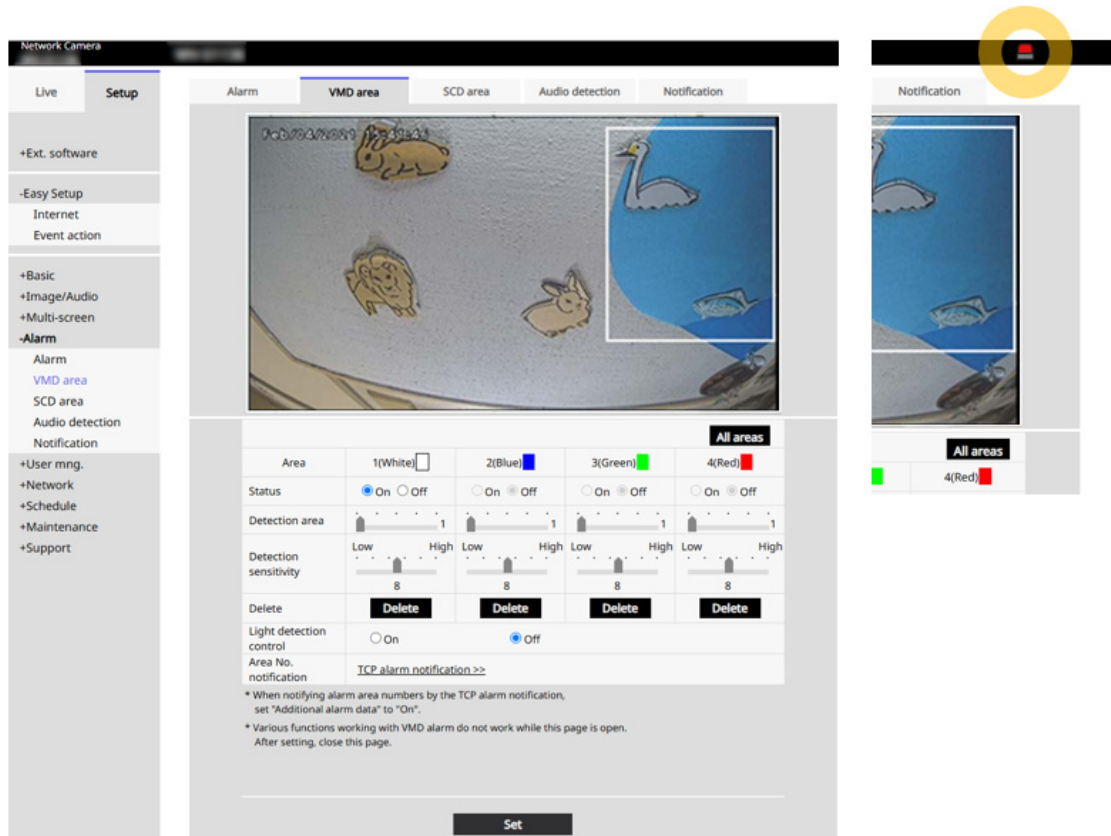 Network Camera
Live
Setup
+Ext. software
-Easy Setup
Internet
Event action
+Basic
+Image/Audio
+Multi-screen
-Alarm
Alarm
VMD area
SCD area
Audio detection
Notification
+User mng.
+Network
+Schedule
+Maintenance
+Support
Alarm VMD area SCD area Audio detection Notification
Feb/04/2021
All areas
Area 1(White) 2(Blue) 3(Green) 4(Red)
Status On Off On Off On Off On Off
Detection area 1 1 1 1
Low High Low High Low High Low High
Detection
sensitivity
8 8 8 8
Delete Delete Delete Delete Delete
Light detection
control On Off
Area No.
notification TCP alarm notification >>
* When notifying alarm area numbers by the TCP alarm notification,
set "Additional alarm data" to "On".
* Various functions working with VMD alarm do not work while this page is open.
After setting, close this page.
Set
Notification
All areas
4(Red)